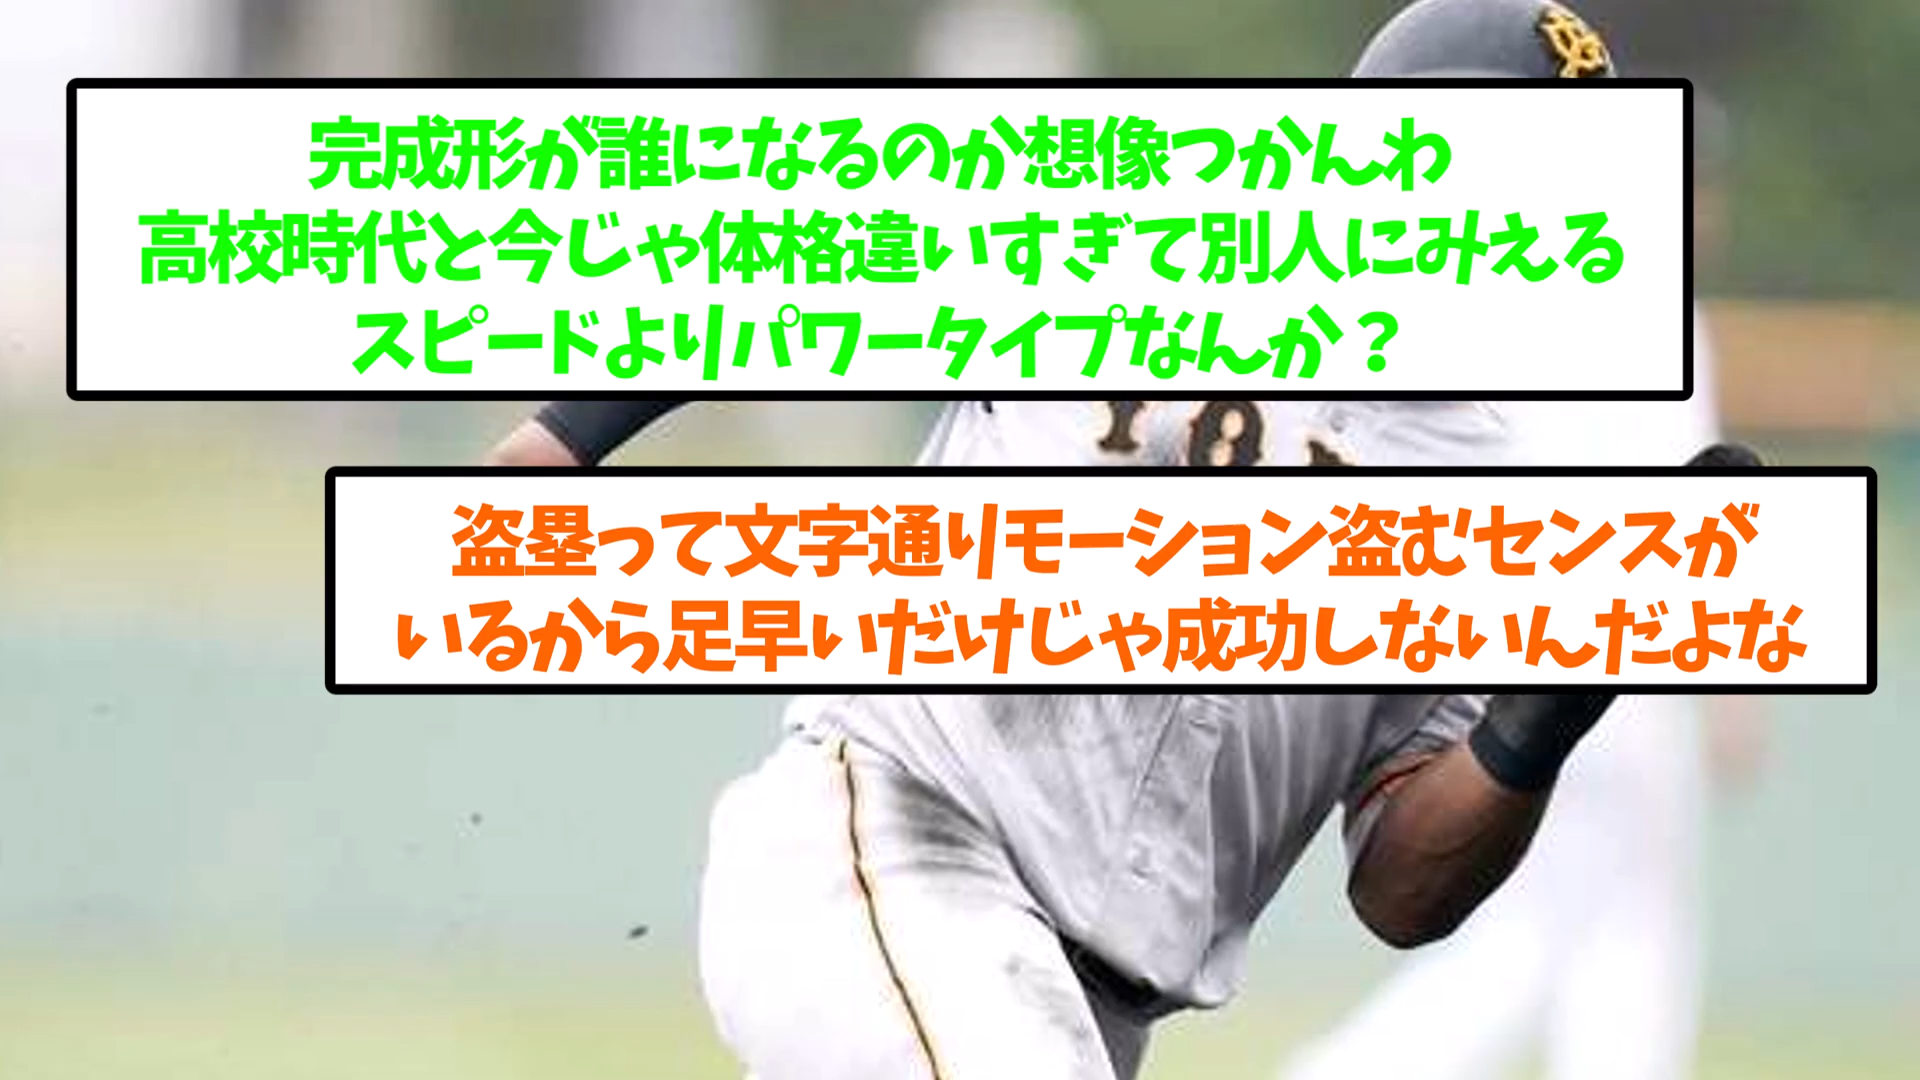 完成形が誰になるのか想像つかんわ
高校時代と今じゃ体格違いすぎて別人にみえる
スピードよりパワータイプなんか？
盗塁って文字通りモーション盗むセンスが
いるから足早いだけじゃ成功しないんだよな